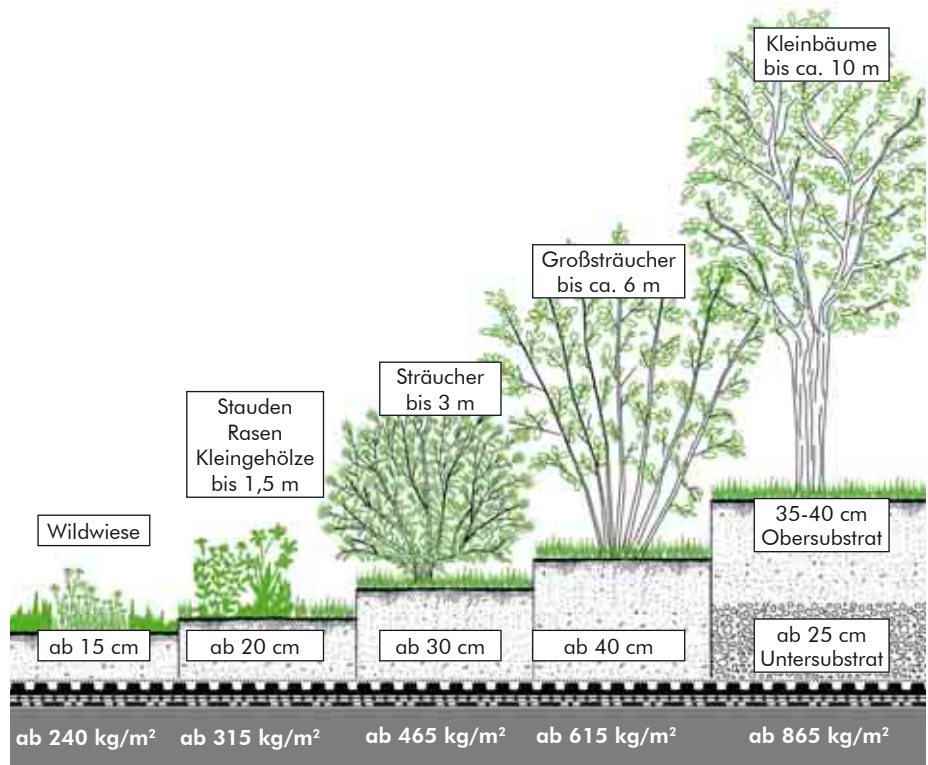 Kleinbäume
bis ca. 10 m
Großsträucher
bis ca. 6 m
Sträucher
bis 3 m
Stauden
Rasen
Kleingehölze
bis 1,5 m
Wildwiese
35-40 cm
Obersubstrat
ab 15 cm
ab 20 cm
ab 30 cm
ab 40 cm
ab 25 cm
Untersubstrat
ab 240 kg/m²
ab 315 kg/m²
ab 465 kg/m²
ab 615 kg/m²
ab 865 kg/m²